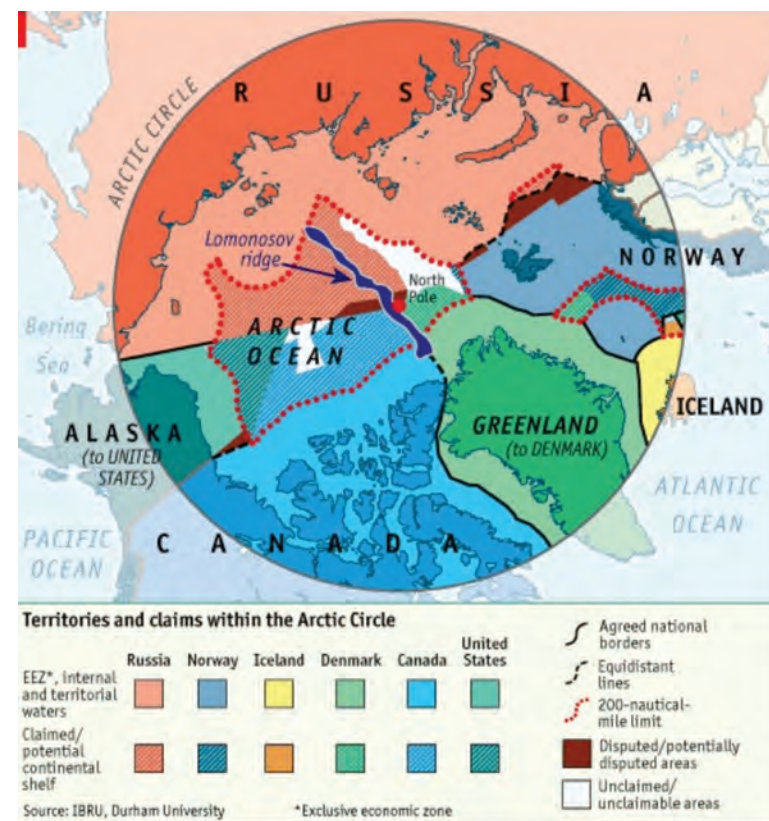 RUSSIA
ARCTIC CIRCLE
Lomonosov
ridge
North
Pole
NORWAY
Bering
Sea
ARCTIC
OCEAN
ICELAND
ALASKA
(to UNITED
STATES)
GREENLAND
(to DENMARK)
ATLANTIC
OCEAN
PACIFIC
OCEAN
CANADA
Territories and claims within the Arctic Circle
Russia Norway Iceland Denmark Canada United
States
EEZ*, internal
and territorial
waters
Claimed/
potential
continental
shelf
Agreed national
borders
Equidistant
lines
200-nautical-
mile limit
Disputed/potentially
disputed areas
Unclaimed/
unclaimable areas
Source: IBRU, Durham University *Exclusive economic zone